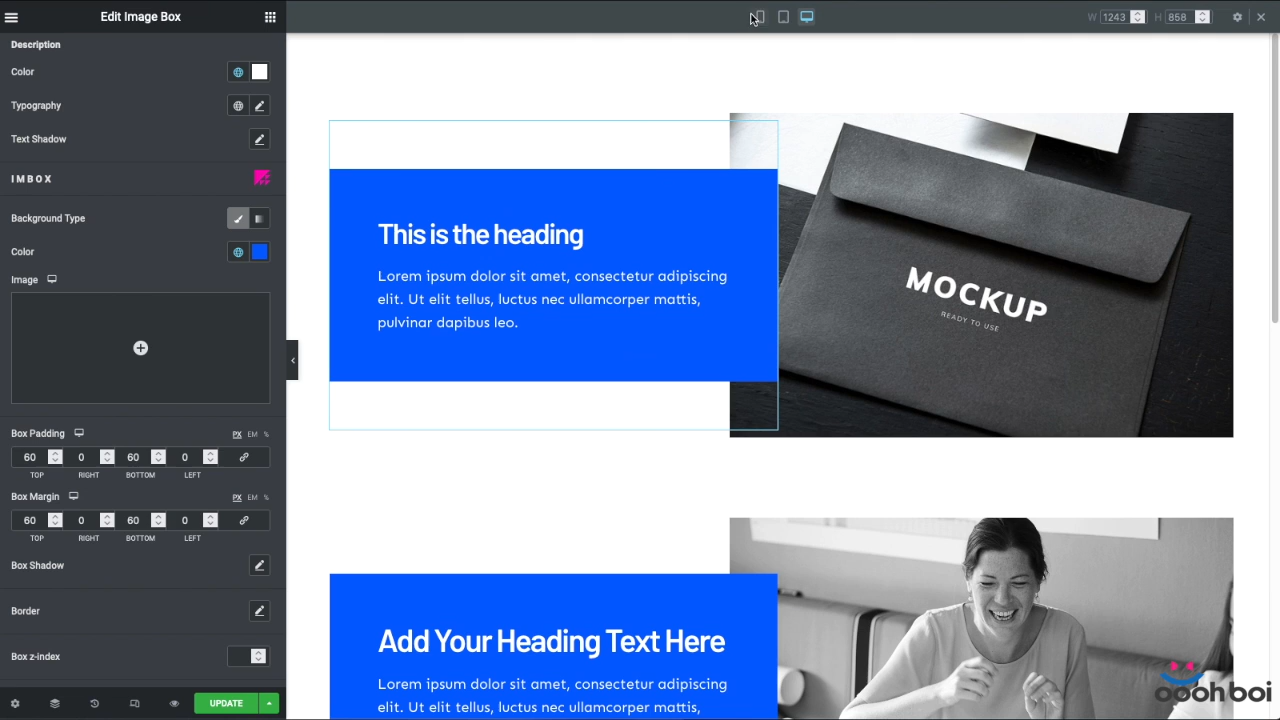 Edit Image Box
W 1243 H 858
Description
Color
Typography
Text Shadow
IMBOX
Background Type
Color
Image
Box Padding PX EM %
60 0 60 0
TOP RIGHT BOTTOM LEFT
Box Margin PX EM %
60 0 60 0
TOP RIGHT BOTTOM LEFT
Box Shadow
Border
Box z-index
UPDATE
This is the heading
Lorem ipsum dolor sit amet, consectetur adipiscing
elit. Ut elit tellus, luctus nec ullamcorper mattis,
pulvinar dapibus leo.
MOCKUP
READY TO USE
Add Your Heading Text Here
Lorem ipsum dolor sit amet, consectetur adipiscing
elit. Ut elit tellus, luctus nec ullamcorper mattis,
ooohboi